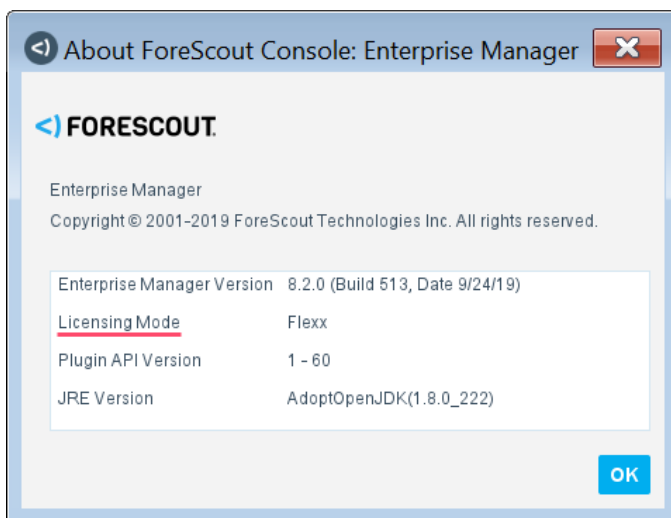 About ForeScout Console: Enterprise Manager
FORESCOUT.
Enterprise Manager
Copyright © 2001-2019 ForeScout Technologies Inc. All rights reserved.
Enterprise Manager Version 8.2.0 (Build 513, Date 9/24/19)
Licensing Mode Flexx
Plugin API Version 1 - 60
JRE Version AdoptOpenJDK(1.8.0_222)
OK